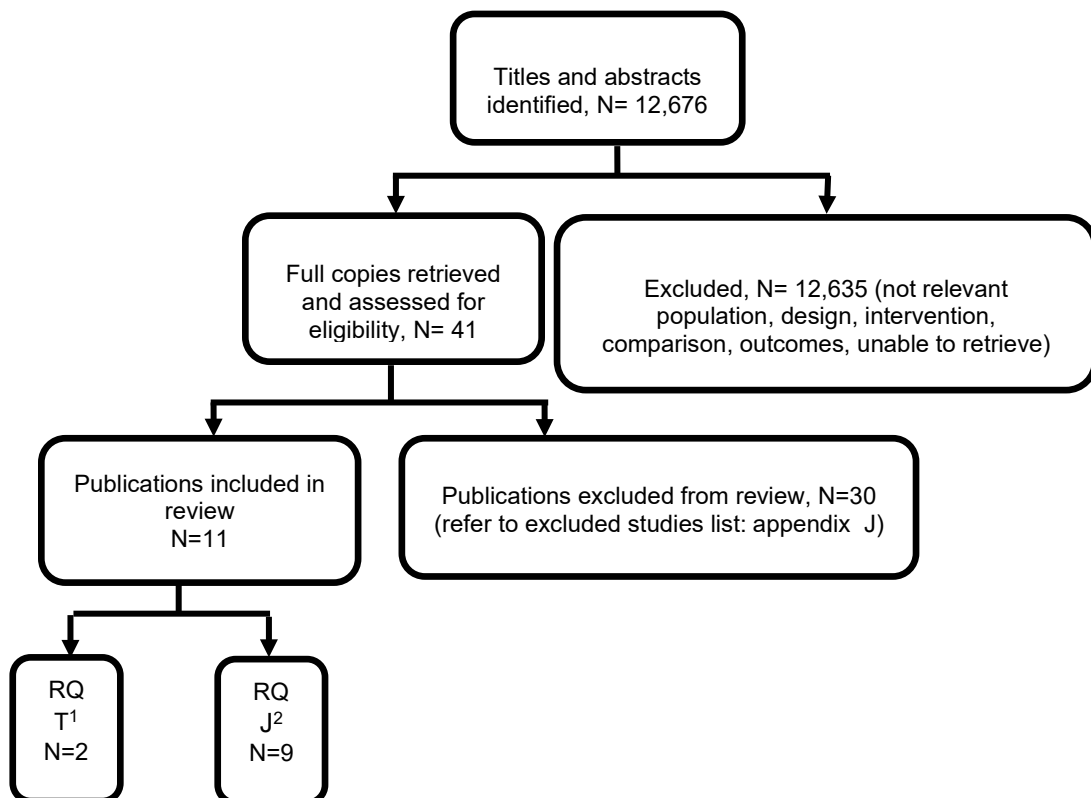 Titles and abstracts
identified, N= 12,676
Full copies retrieved
and assessed for
eligibility, N= 41
Excluded, N= 12,635 (not relevant
population, design, intervention,
comparison, outcomes, unable to retrieve)
Publications included in
review
N=11
Publications excluded from review, N=30
(refer to excluded studies list: appendix J)
RQ
T¹
N=2
RQ
J²
N=9